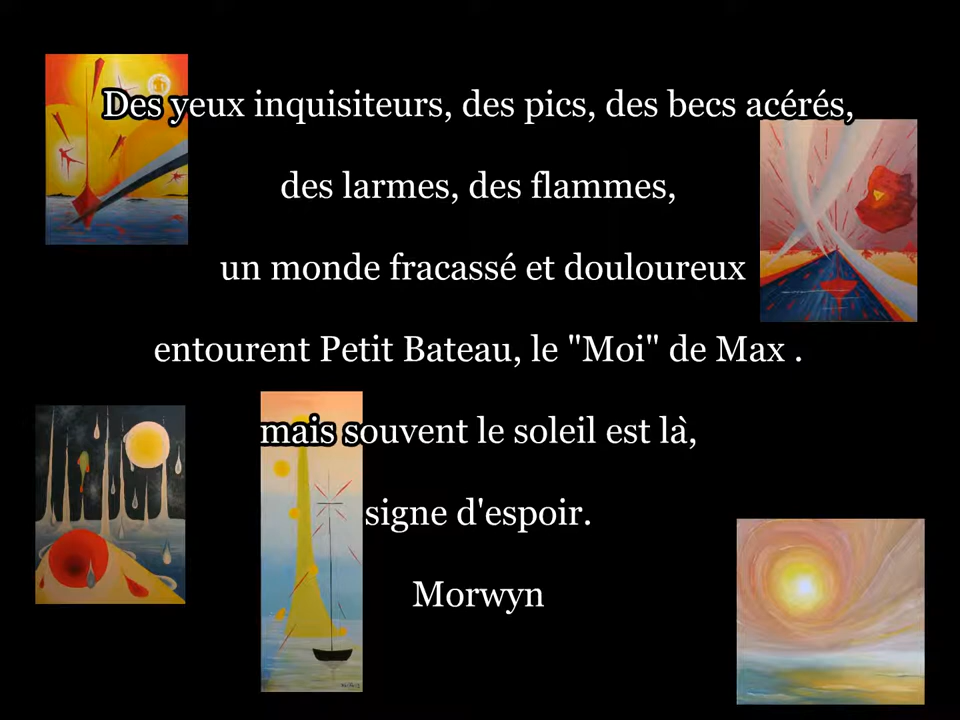 Des yeux inquisiteurs, des pics, des becs acérés,
des larmes, des flammes,
un monde fracassé et douloureux
entourent Petit Bateau, le "Moi" de Max .
mais souvent le soleil est là,
signe d'espoir.
Morwyn